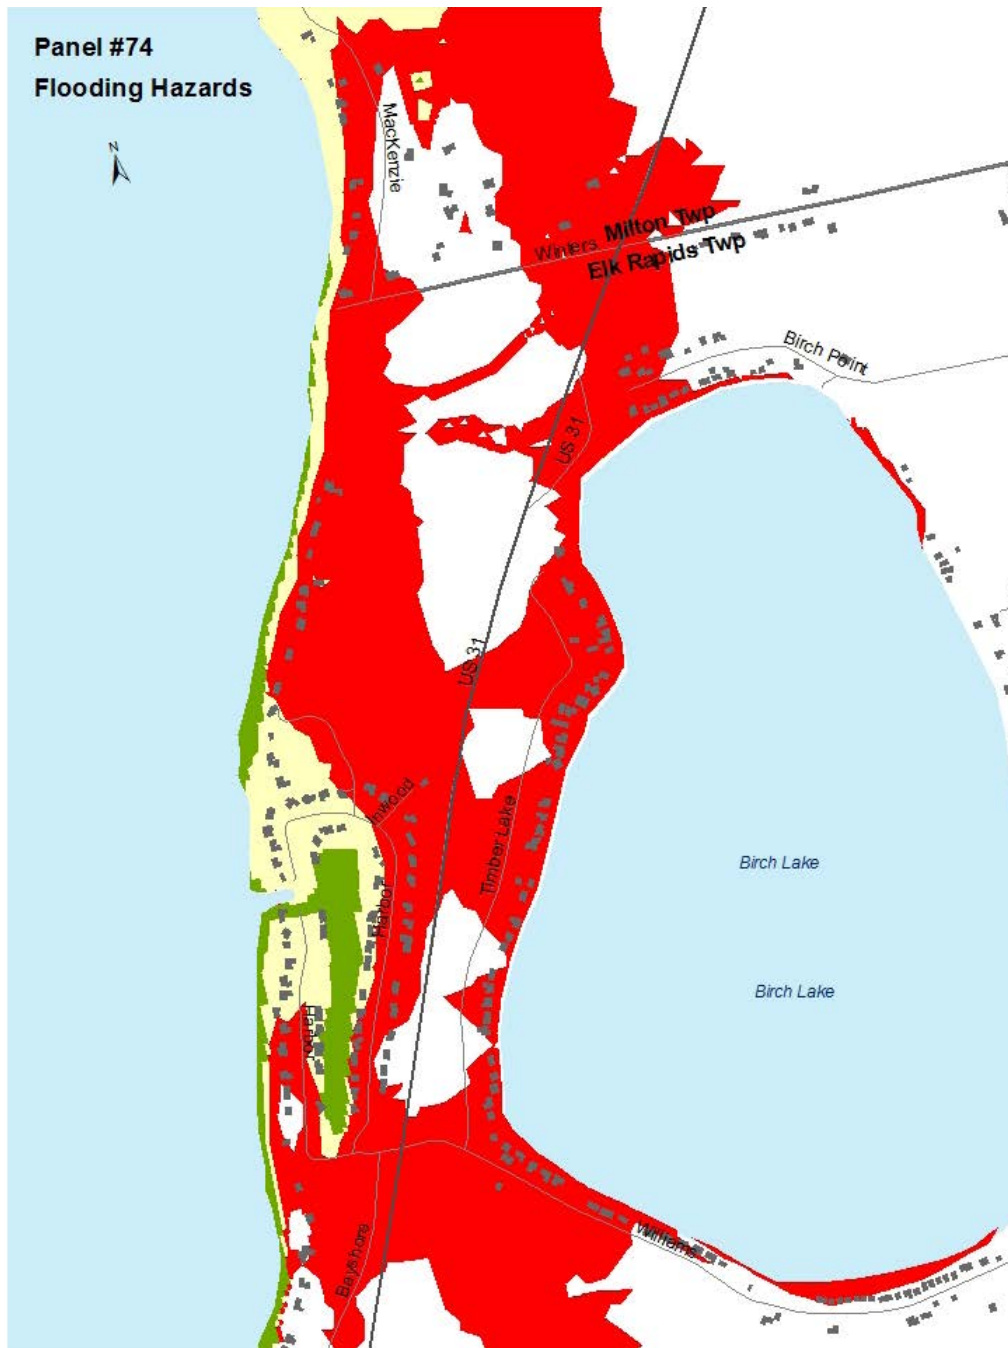 Panel #74
Flooding Hazards
N
MacKenzie
Winters
Milton Twp
Elk Rapids Twp
Birch Point
US 31
US 31
Inwood
Timber Lake
Harbor
Harbor
Birch Lake
Birch Lake
Williams
Bayshore